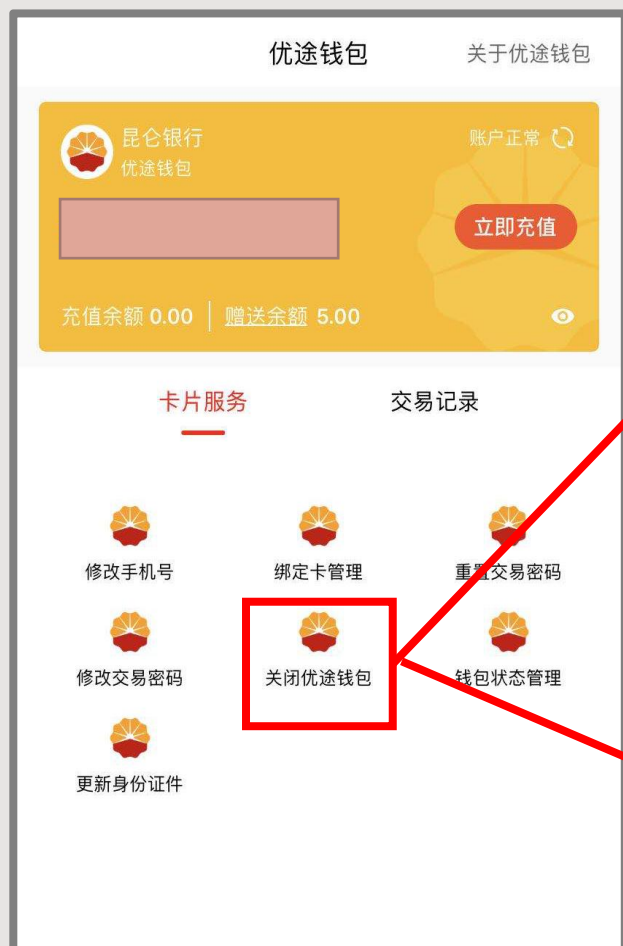 优途钱包 关于优途钱包
昆仑银行 账户正常
优途钱包
立即充值
充值余额 0.00 赠送余额 5.00
卡片服务 交易记录
修改手机号 绑定卡管理 重置交易密码
修改交易密码 关闭优途钱包 钱包状态管理
更新身份证件